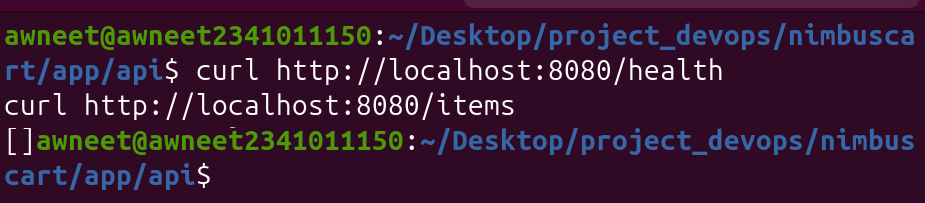 awneet@awneet2341011150:~/Desktop/project_devops/nimbusca
rt/app/api$ curl http://localhost:8080/health
curl http://localhost:8080/items
[]awneet@awneet2341011150:~/Desktop/project_devops/nimbus
cart/app/api$